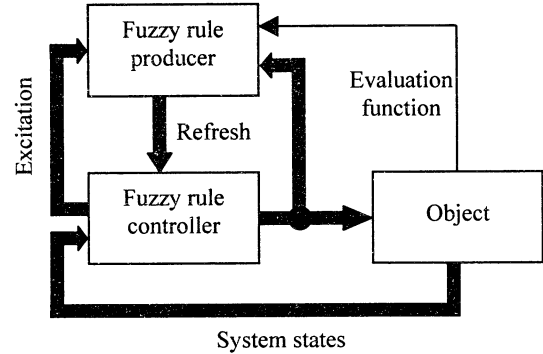 Fuzzy rule
producer
Evaluation
function
Excitation
Refresh
Fuzzy rule
controller
Object
System states